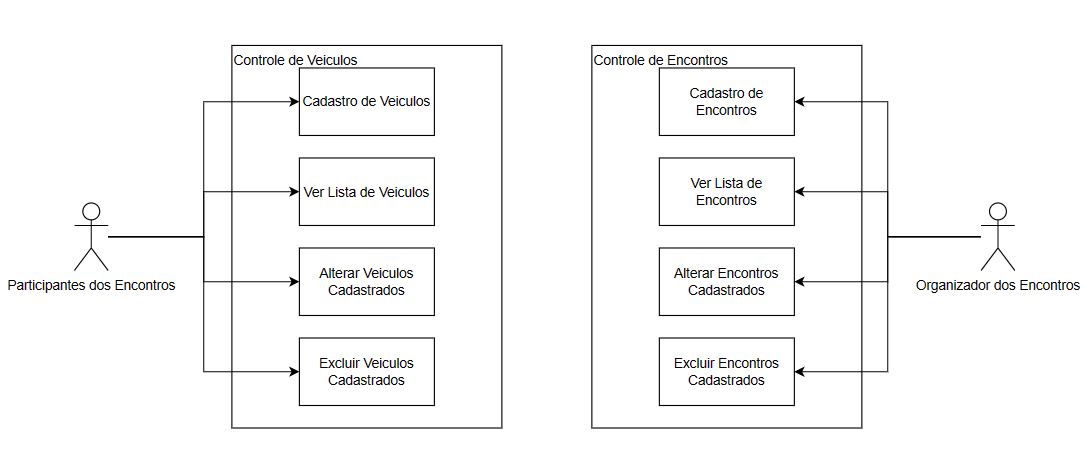 Controle de Veiculos
Cadastro de Veiculos
Ver Lista de Veiculos
Alterar Veiculos
Cadastrados
Excluir Veiculos
Cadastrados
Participantes dos Encontros
Controle de Encontros
Cadastro de
Encontros
Ver Lista de
Encontros
Alterar Encontros
Cadastrados
Excluir Encontros
Cadastrados
Organizador dos Encontros